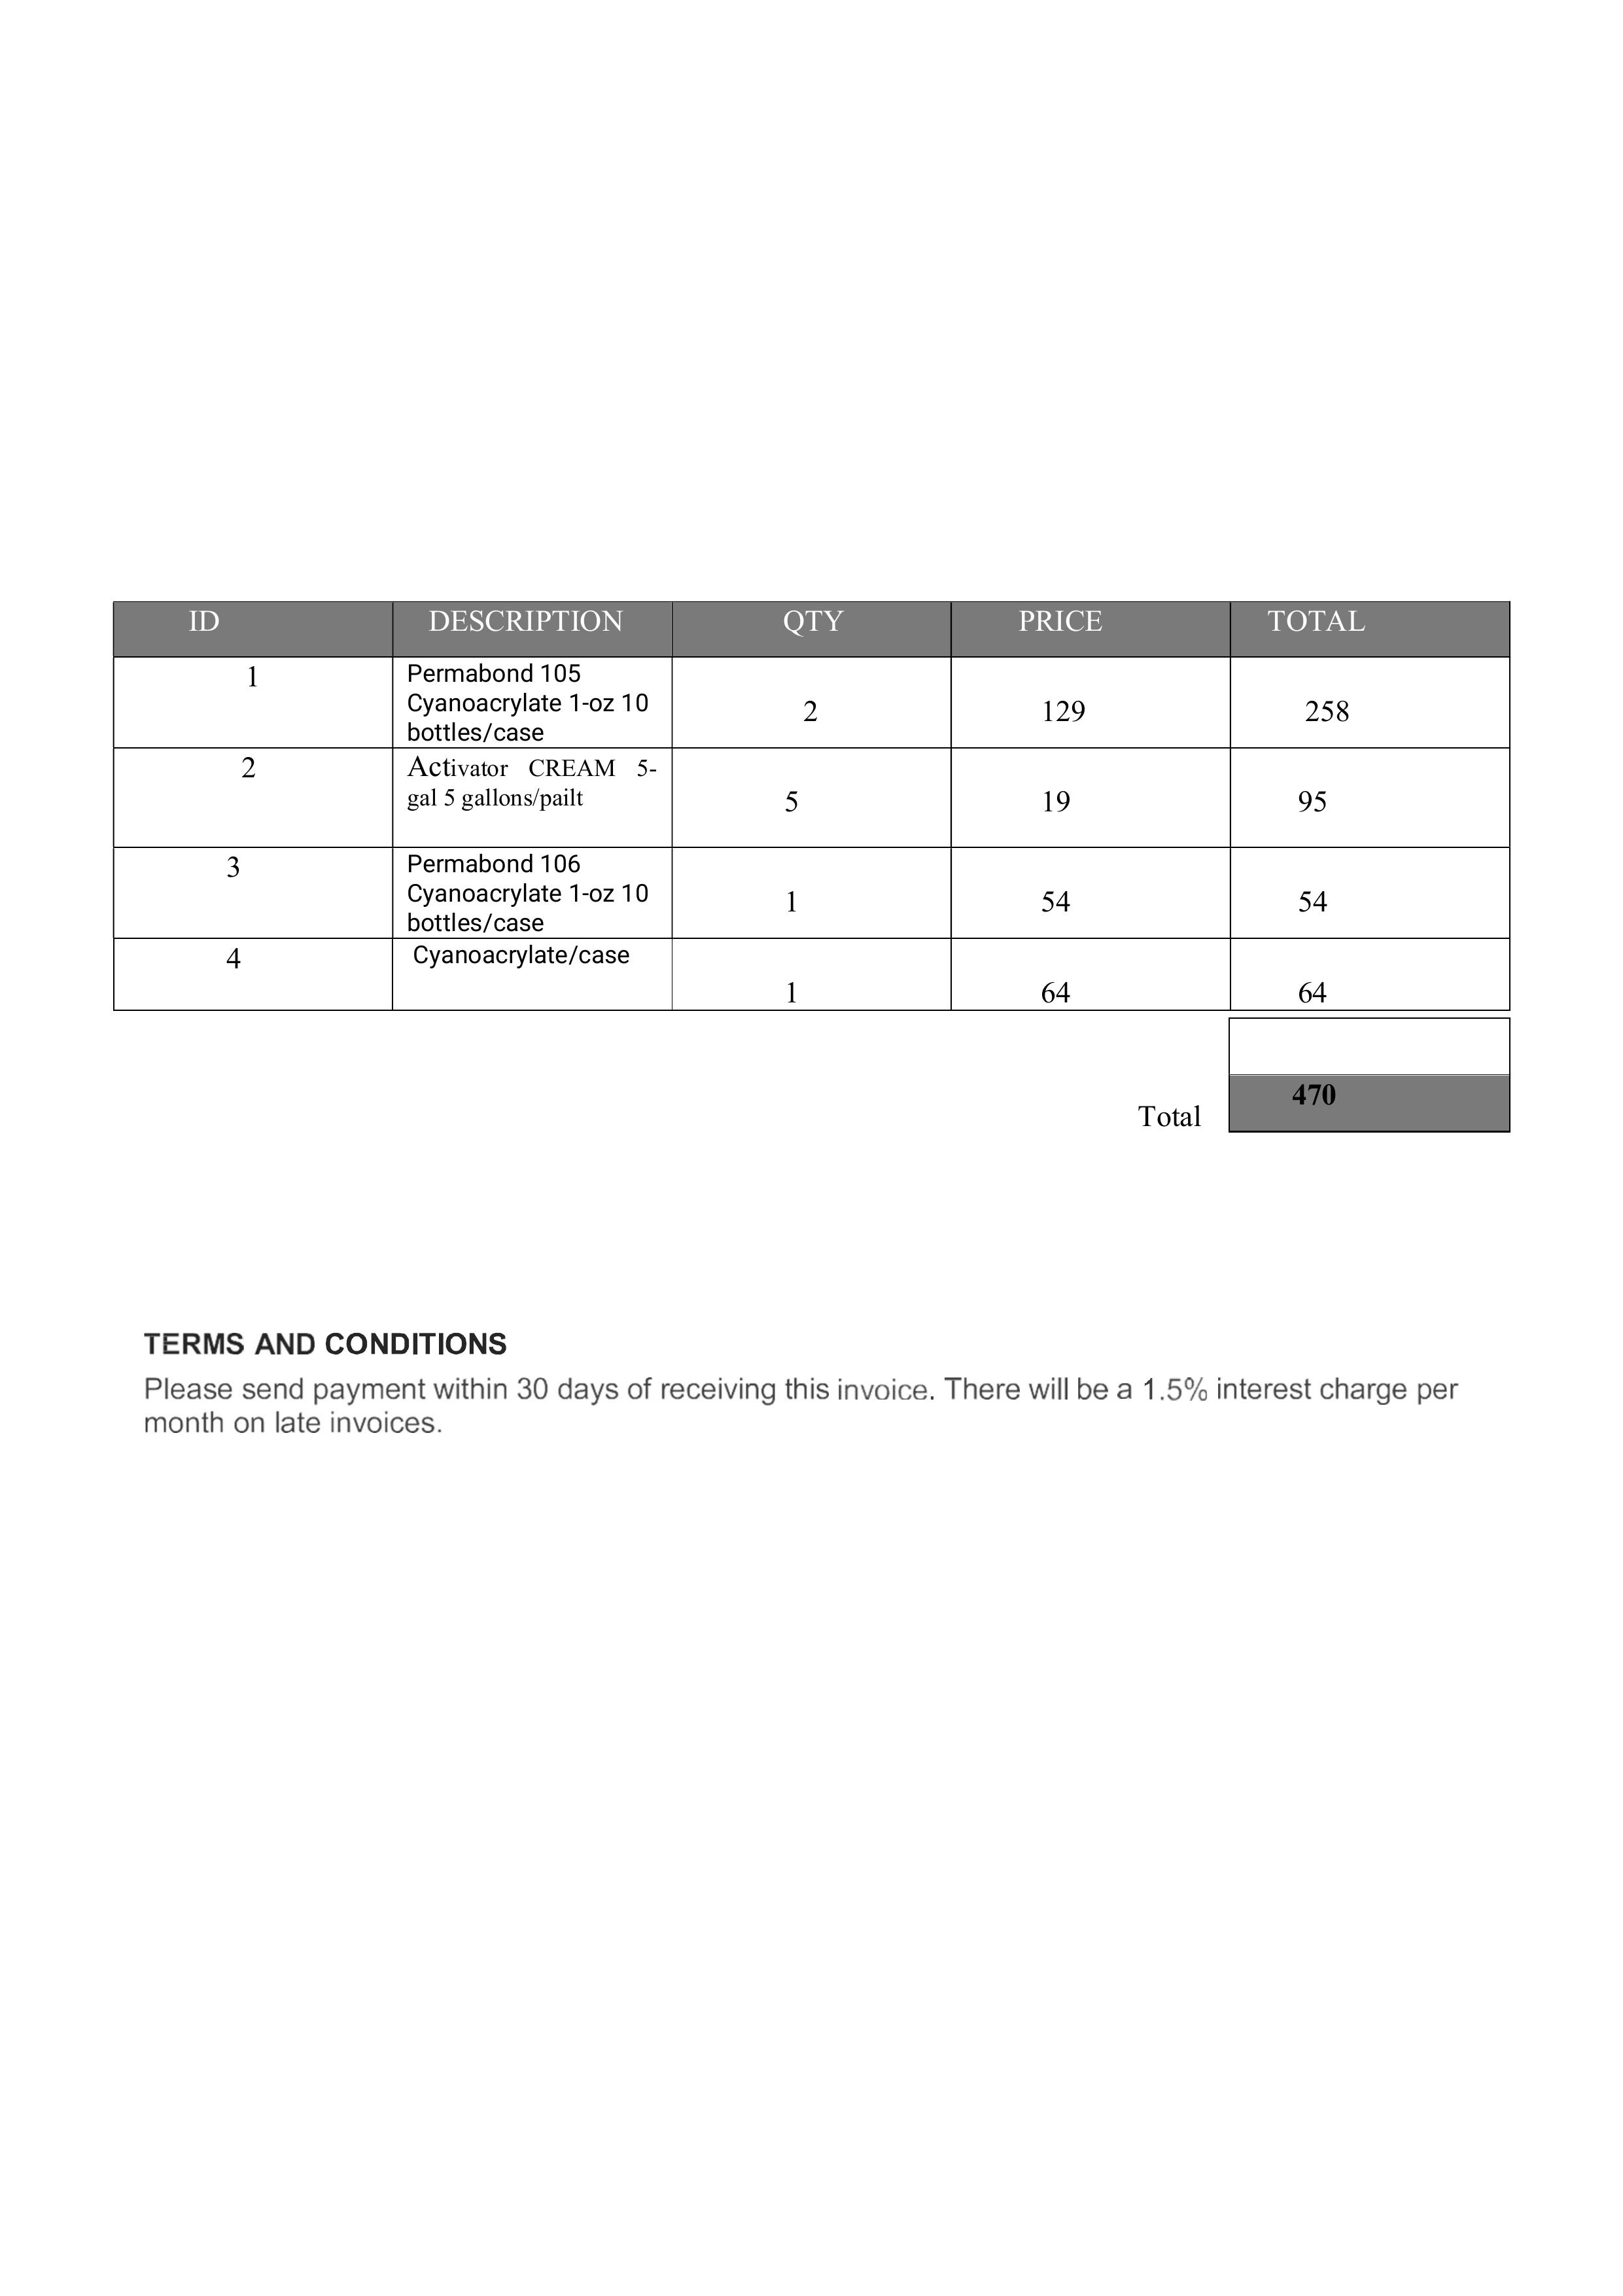 ID DESCRIPTION QTY PRICE TOTAL
1 Permabond 105
Cyanoacrylate 1-oz 10
bottles/case 2 129 258
2 Activator CREAM 5-
gal 5 gallons/pailt 5 19 95
3 Permabond 106
Cyanoacrylate 1-oz 10
bottles/case 1 54 54
4 Cyanoacrylate/case 1 64 64
Total 470
TERMS AND CONDITIONS
Please send payment within 30 days of receiving this invoice. There will be a 1.5% interest charge per
month on late invoices.